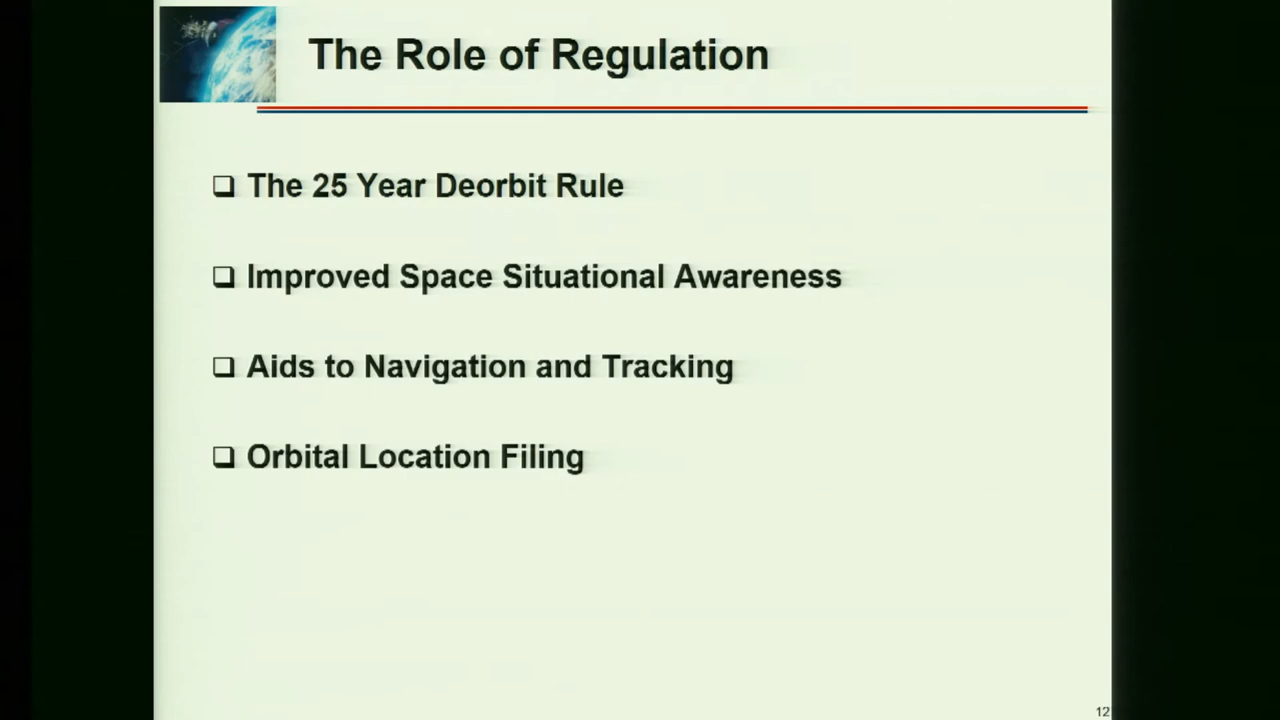 The Role of Regulation
The 25 Year Deorbit Rule
Improved Space Situational Awareness
Aids to Navigation and Tracking
Orbital Location Filing
12